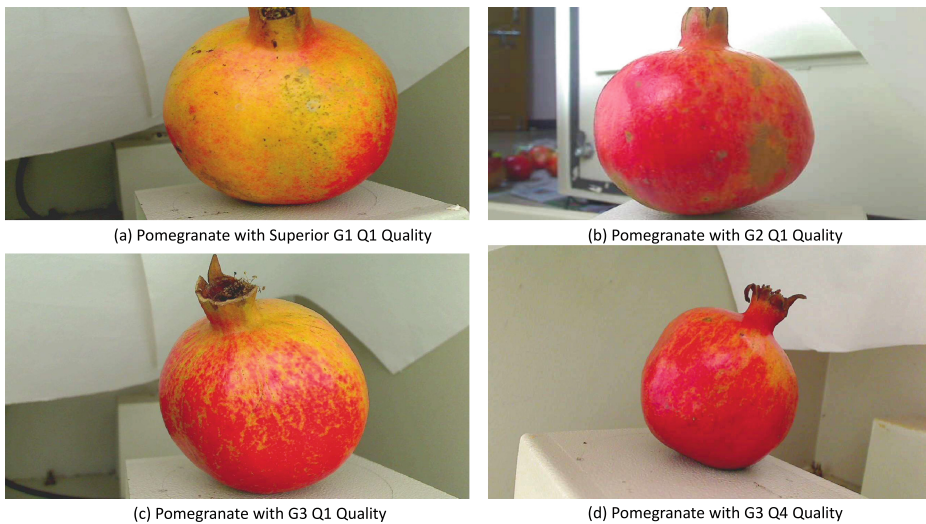 (a) Pomegranate with Superior G1 Q1 Quality
(b) Pomegranate with G2 Q1 Quality
(c) Pomegranate with G3 Q1 Quality
(d) Pomegranate with G3 Q4 Quality